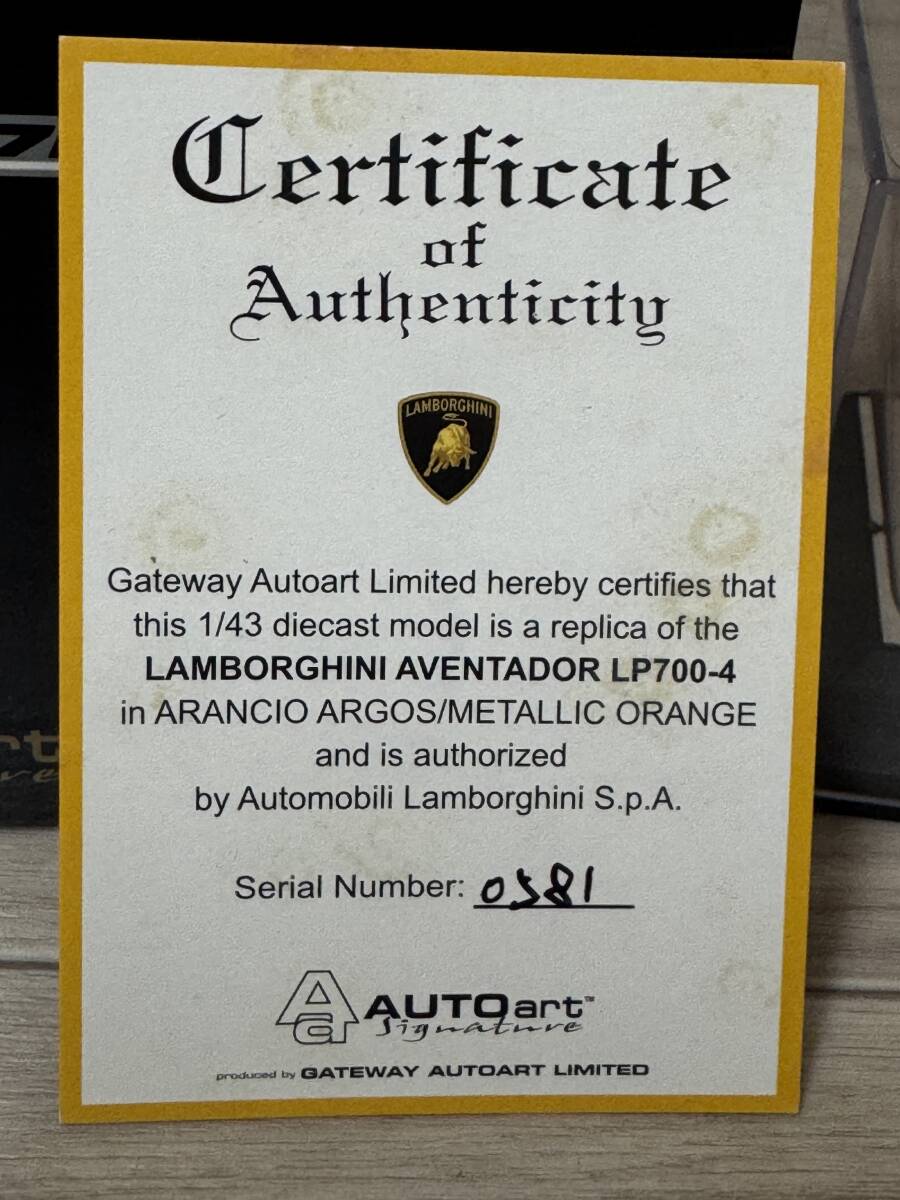 Certificate
of
Authenticity
LAMBORGHINI
Gateway Autoart Limited hereby certifies that
this 1/43 diecast model is a replica of the
LAMBORGHINI AVENTADOR LP700-4
in ARANCIO ARGOS/METALLIC ORANGE
and is authorized
by Automobili Lamborghini S.p.A.
Serial Number: 0581
AUTOart™
Signature
produced by GATEWAY AUTOART LIMITED